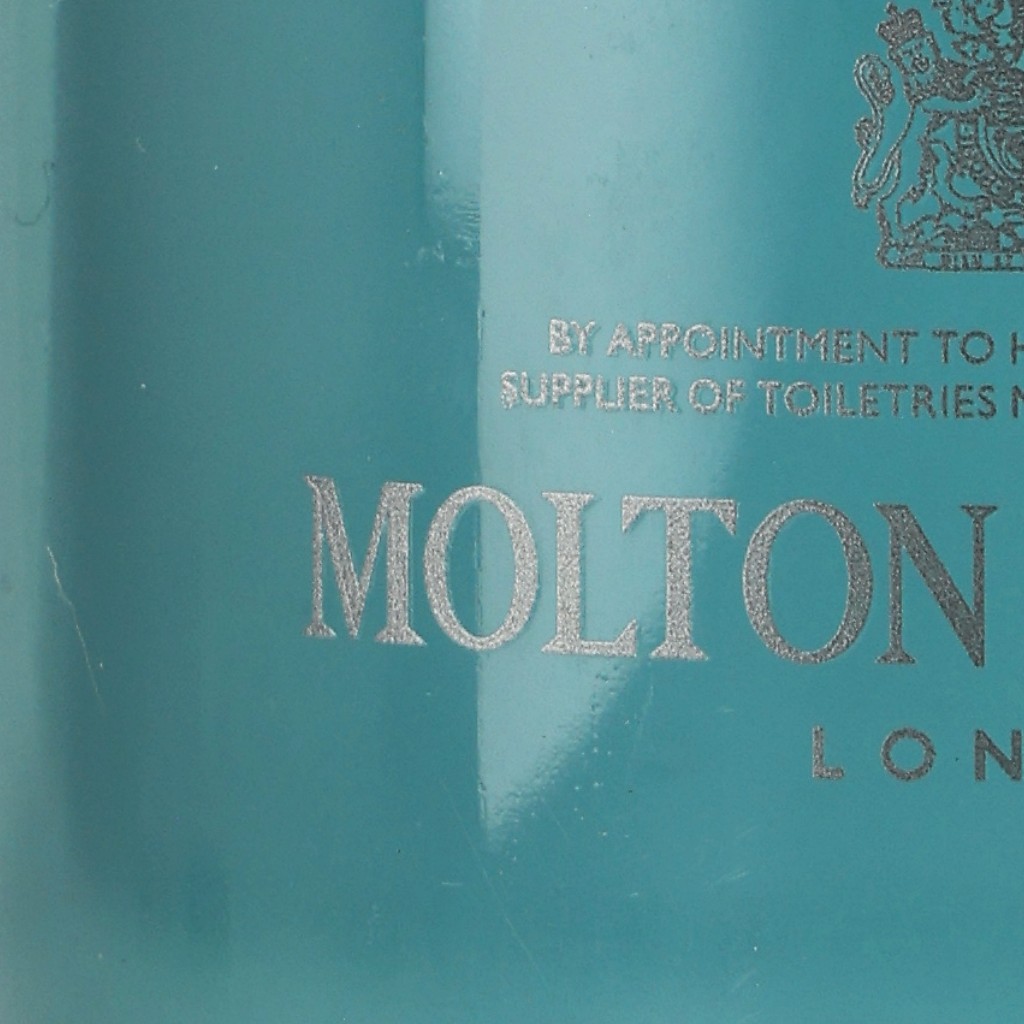 BY APPOINTMENT TO H
SUPPLIER OF TOILETRIES
MOLTON
LON